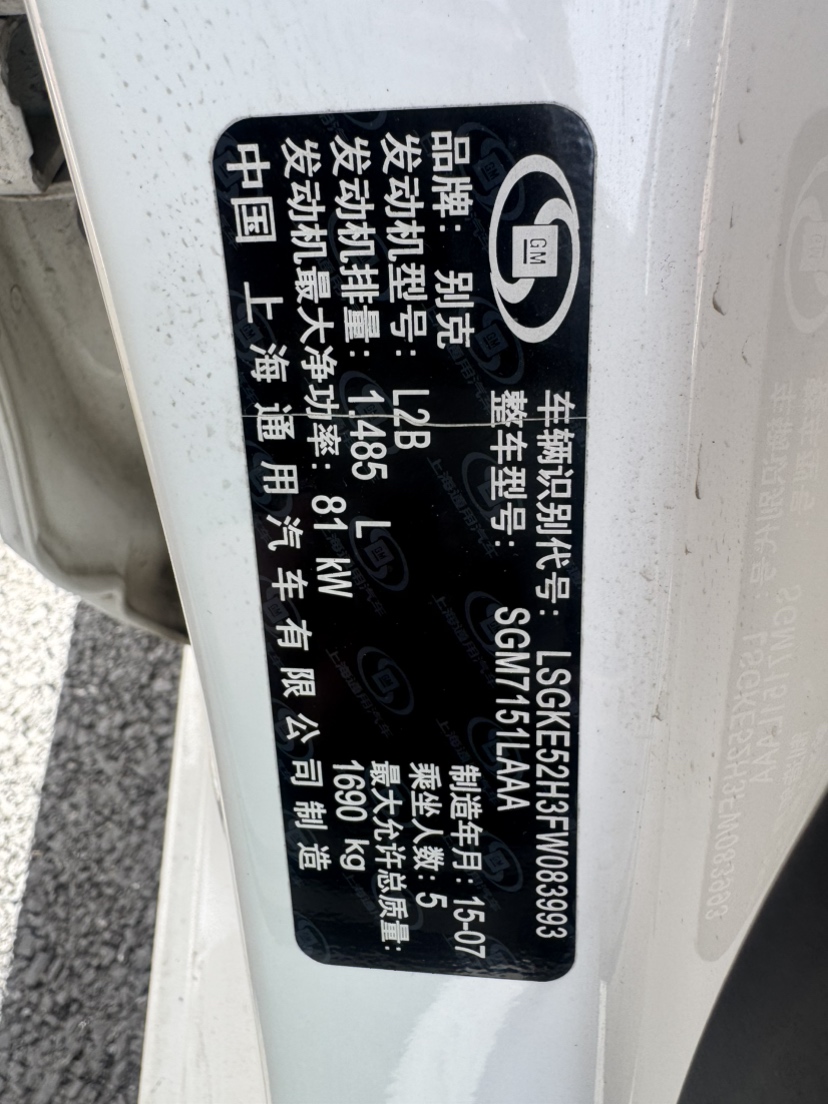 GM
车辆识别代号: LSGKE52H3FW083993
整车型号: SGM7151LAAA
品牌: 别克
发动机型号: L2B
发动机排量: 1.485 L
发动机最大净功率: 81 kW
制造年月: 15-07
乘坐人数: 5
最大允许总质量:
1690 kg
中国 上海通用汽车有限公司制造